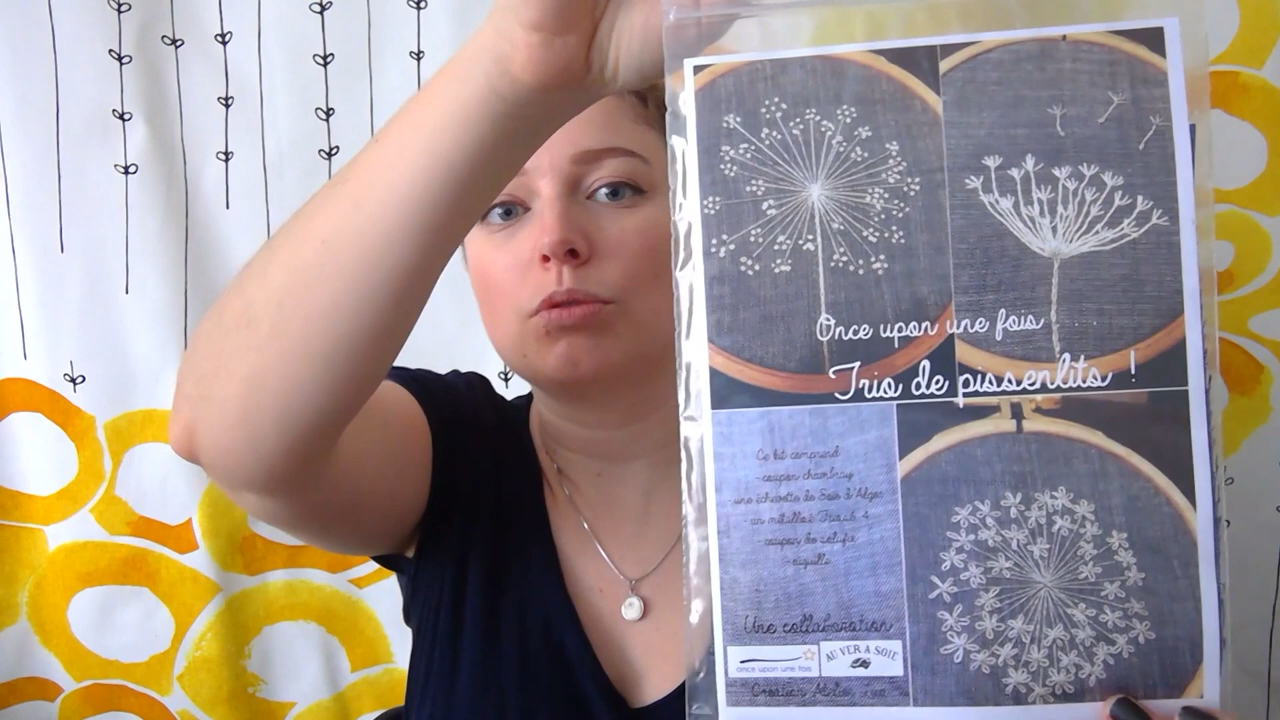 Once upon une fois
Trio de pissenlits !
Ce kit comprend
-coupon chambray
-une échevette de Soie d'Alger
-un métallisé 4
-coupon de solufix
-aiguille
Une collaboration
once upon une fois
AU VER A SOIE
Création